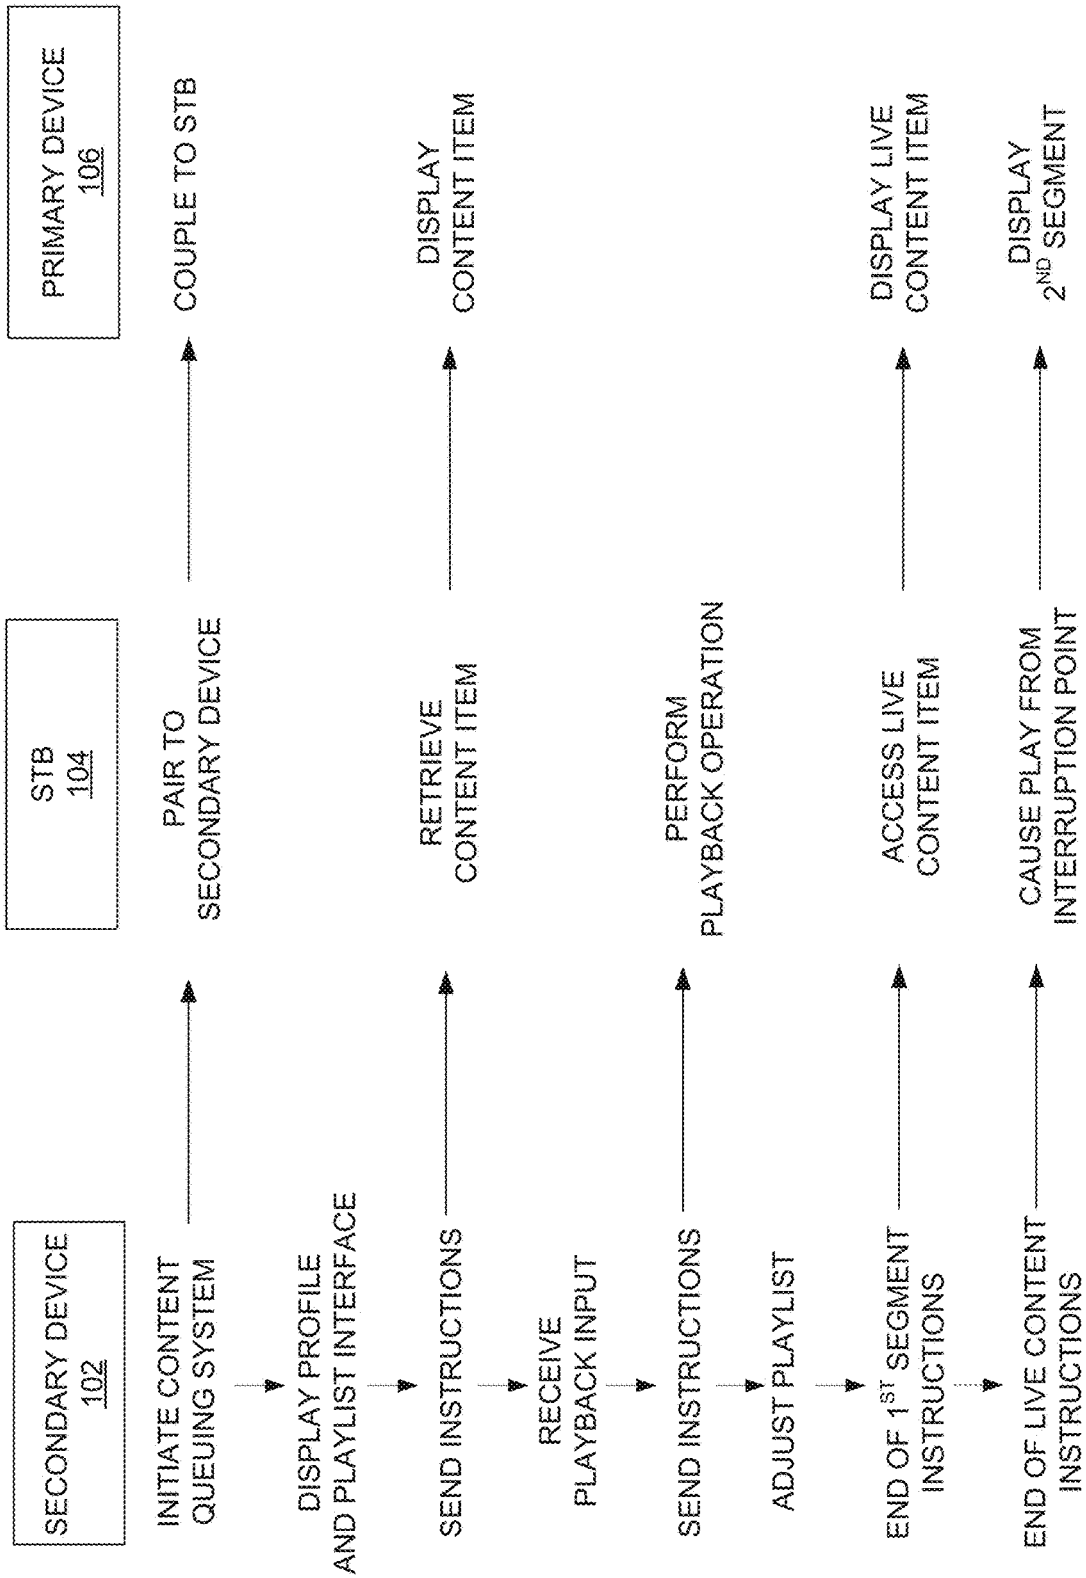 SECONDARY DEVICE
102
STB
104
PRIMARY DEVICE
106
INITIATE CONTENT
QUEUING SYSTEM
PAIR TO
SECONDARY DEVICE
COUPLE TO STB
DISPLAY PROFILE
AND PLAYLIST INTERFACE
SEND INSTRUCTIONS
RETRIEVE
CONTENT ITEM
DISPLAY
CONTENT ITEM
RECEIVE
PLAYBACK INPUT
SEND INSTRUCTIONS
PERFORM
PLAYBACK OPERATION
ADJUST PLAYLIST
END OF 1ST SEGMENT
INSTRUCTIONS
ACCESS LIVE
CONTENT ITEM
DISPLAY LIVE
CONTENT ITEM
END OF LIVE CONTENT
INSTRUCTIONS
CAUSE PLAY FROM
INTERRUPTION POINT
DISPLAY
2ND SEGMENT